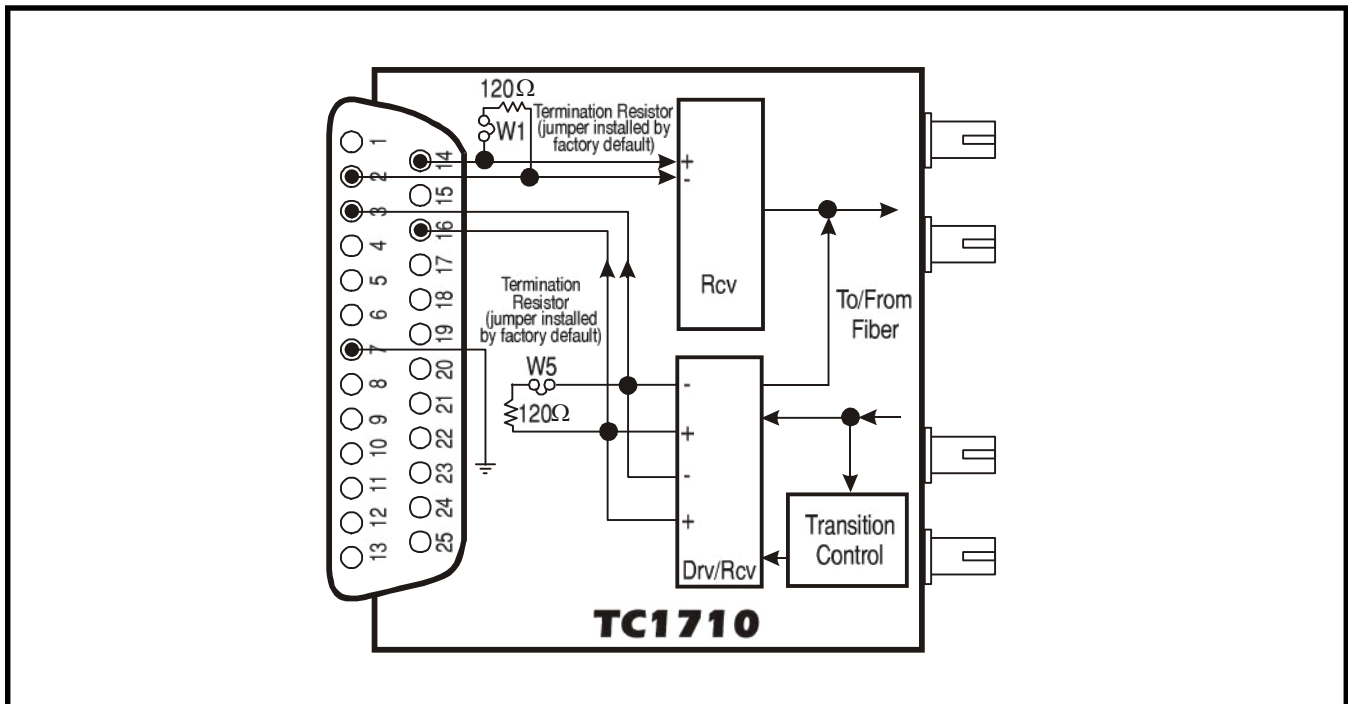 120Ω
W1
Termination Resistor
(jumper installed by
factory default)
+
-
Rcv
To/From
Fiber
Termination
Resistor
(jumper installed
by factory default)
W5
120Ω
-
+
-
+
Drv/Rcv
Transition
Control
1
2
3
4
5
6
7
8
9
10
11
12
13
14
15
16
17
18
19
20
21
22
23
24
25
TC1710